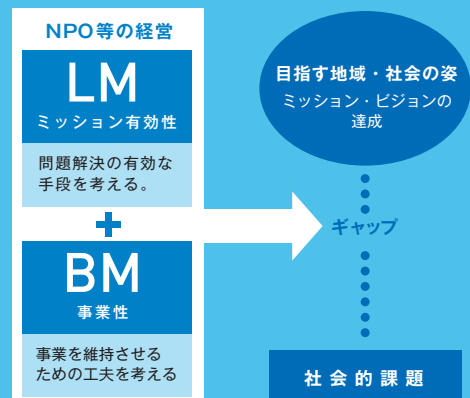 NPO等の経営
LM
ミッション有効性
問題解決の有効な
手段を考える。
+
BM
事業性
事業を維持させる
ための工夫を考える
目指す地域・社会の姿
ミッション・ビジョンの
達成
ギャップ
社会的課題